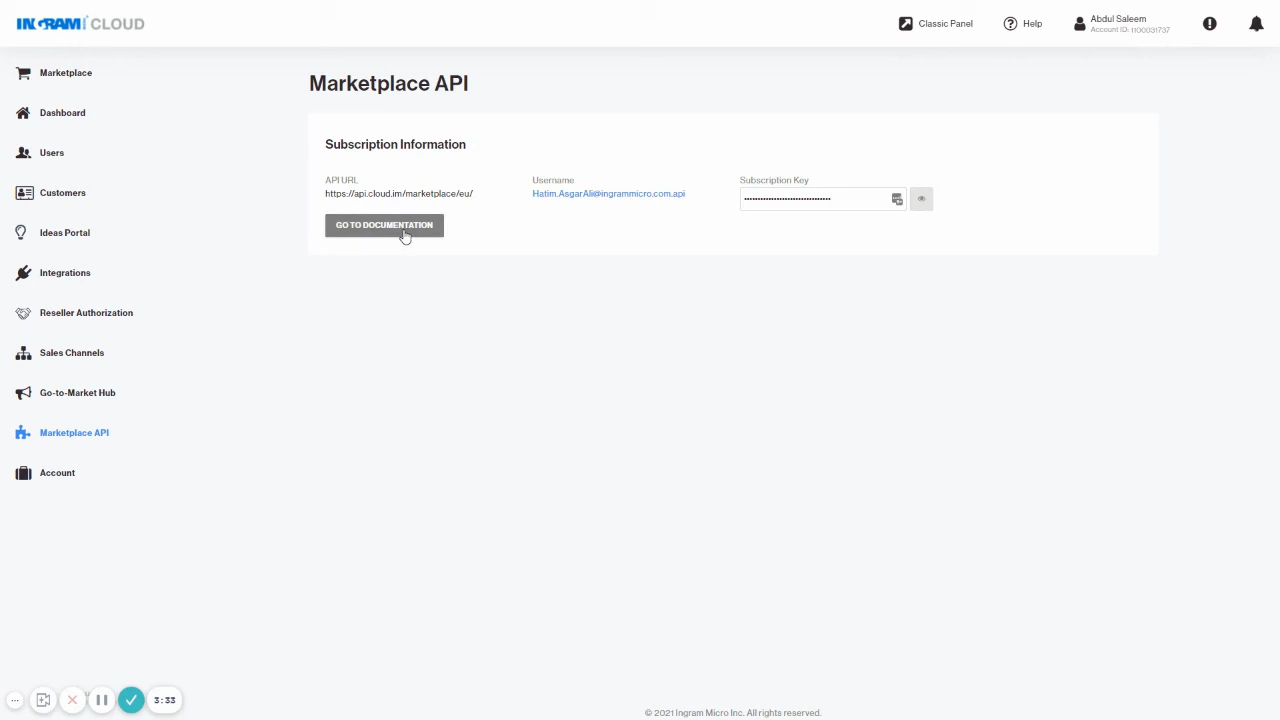 INGRAM CLOUD
Classic Panel
Help
Abdul Saleem
Account ID: 1100031737
Marketplace
Dashboard
Users
Customers
Ideas Portal
Integrations
Reseller Authorization
Sales Channels
Go-to-Market Hub
Marketplace API
Account
Marketplace API
Subscription Information
API URL
https://api.cloud.im/marketplace/eu/
Username
Hatim.AsgarAli@ingrammicro.com.api
Subscription Key
••••••••••••••••••••••••••••••••
GO TO DOCUMENTATION
3:33
© 2021 Ingram Micro Inc. All rights reserved.